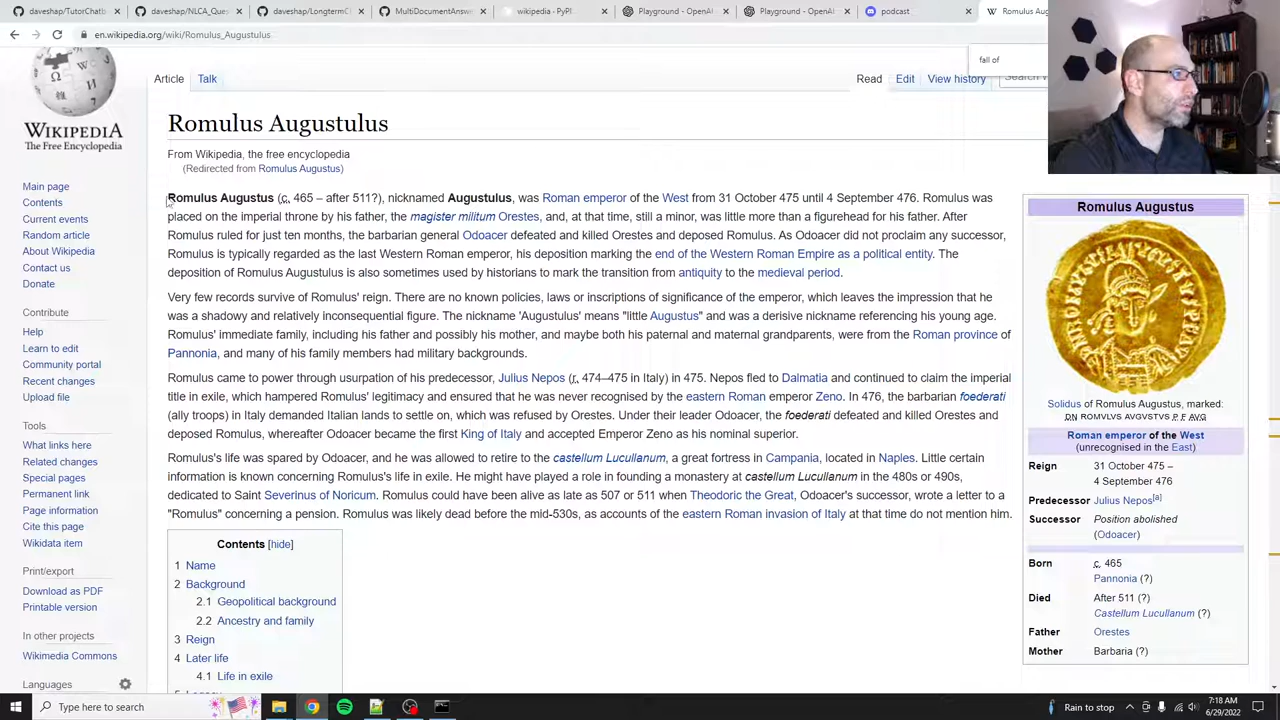 daveshap/TutorChatb
daveshap/NLCA_Ques
daveshap/LongtermC
MultiDocumentAnsw
wikipedia · PyPI
Playground - OpenAI
Playground - OpenAI
podcast
Romulus Aug
en.wikipedia.org/wiki/Romulus_Augustulus
fall of
WIKIPEDIA
The Free Encyclopedia
Article Talk
Read Edit View history
Romulus Augustulus
From Wikipedia, the free encyclopedia
(Redirected from Romulus Augustus)
Romulus Augustus (c. 465 – after 511?), nicknamed Augustulus, was Roman emperor of the West from 31 October 475 until 4 September 476. Romulus was
placed on the imperial throne by his father, the magister militum Orestes, and, at that time, still a minor, was little more than a figurehead for his father. After
Romulus ruled for just ten months, the barbarian general Odoacer defeated and killed Orestes and deposed Romulus. As Odoacer did not proclaim any successor,
Romulus is typically regarded as the last Western Roman emperor, his deposition marking the end of the Western Roman Empire as a political entity. The
deposition of Romulus Augustulus is also sometimes used by historians to mark the transition from antiquity to the medieval period.
Very few records survive of Romulus' reign. There are no known policies, laws or inscriptions of significance of the emperor, which leaves the impression that he
was a shadowy and relatively inconsequential figure. The nickname 'Augustulus' means "little Augustus" and was a derisive nickname referencing his young age.
Romulus' immediate family, including his father and possibly his mother, and maybe both his paternal and maternal grandparents, were from the Roman province of
Pannonia, and many of his family members had military backgrounds.
Romulus came to power through usurpation of his predecessor, Julius Nepos (r. 474–475 in Italy) in 475. Nepos fled to Dalmatia and continued to claim the imperial
title in exile, which hampered Romulus' legitimacy and ensured that he was never recognised by the eastern Roman emperor Zeno. In 476, the barbarian foederati
(ally troops) in Italy demanded Italian lands to settle on, which was refused by Orestes. Under their leader Odoacer, the foederati defeated and killed Orestes and
deposed Romulus, whereafter Odoacer became the first King of Italy and accepted Emperor Zeno as his nominal superior.
Romulus's life was spared by Odoacer, and he was allowed to retire to the castellum Lucullanum, a great fortress in Campania, located in Naples. Little certain
information is known concerning Romulus's life in exile. He might have played a role in founding a monastery at castellum Lucullanum in the 480s or 490s,
dedicated to Saint Severinus of Noricum. Romulus could have been alive as late as 507 or 511 when Theodoric the Great, Odoacer's successor, wrote a letter to a
"Romulus" concerning a pension. Romulus was likely dead before the mid-530s, as accounts of the eastern Roman invasion of Italy at that time do not mention him.
Contents [hide]
1 Name
2 Background
2.1 Geopolitical background
2.2 Ancestry and family
3 Reign
4 Later life
4.1 Life in exile
Main page
Contents
Current events
Random article
About Wikipedia
Contact us
Donate
Contribute
Help
Learn to edit
Community portal
Recent changes
Upload file
Tools
What links here
Related changes
Special pages
Permanent link
Page information
Cite this page
Wikidata item
Print/export
Download as PDF
Printable version
In other projects
Wikimedia Commons
Languages
Romulus Augustus
Solidus of Romulus Augustus, marked:
DN ROMVLVS AVGVSTVS P F AVG
Roman emperor of the West
(unrecognised in the East)
Reign 31 October 475 –
4 September 476
Predecessor Julius Nepos[a]
Successor Position abolished
(Odoacer)
Born c. 465
Pannonia (?)
Died After 511 (?)
Castellum Lucullanum (?)
Father Orestes
Mother Barbaria (?)
Type here to search
Rain to stop
7:18 AM
6/29/2022